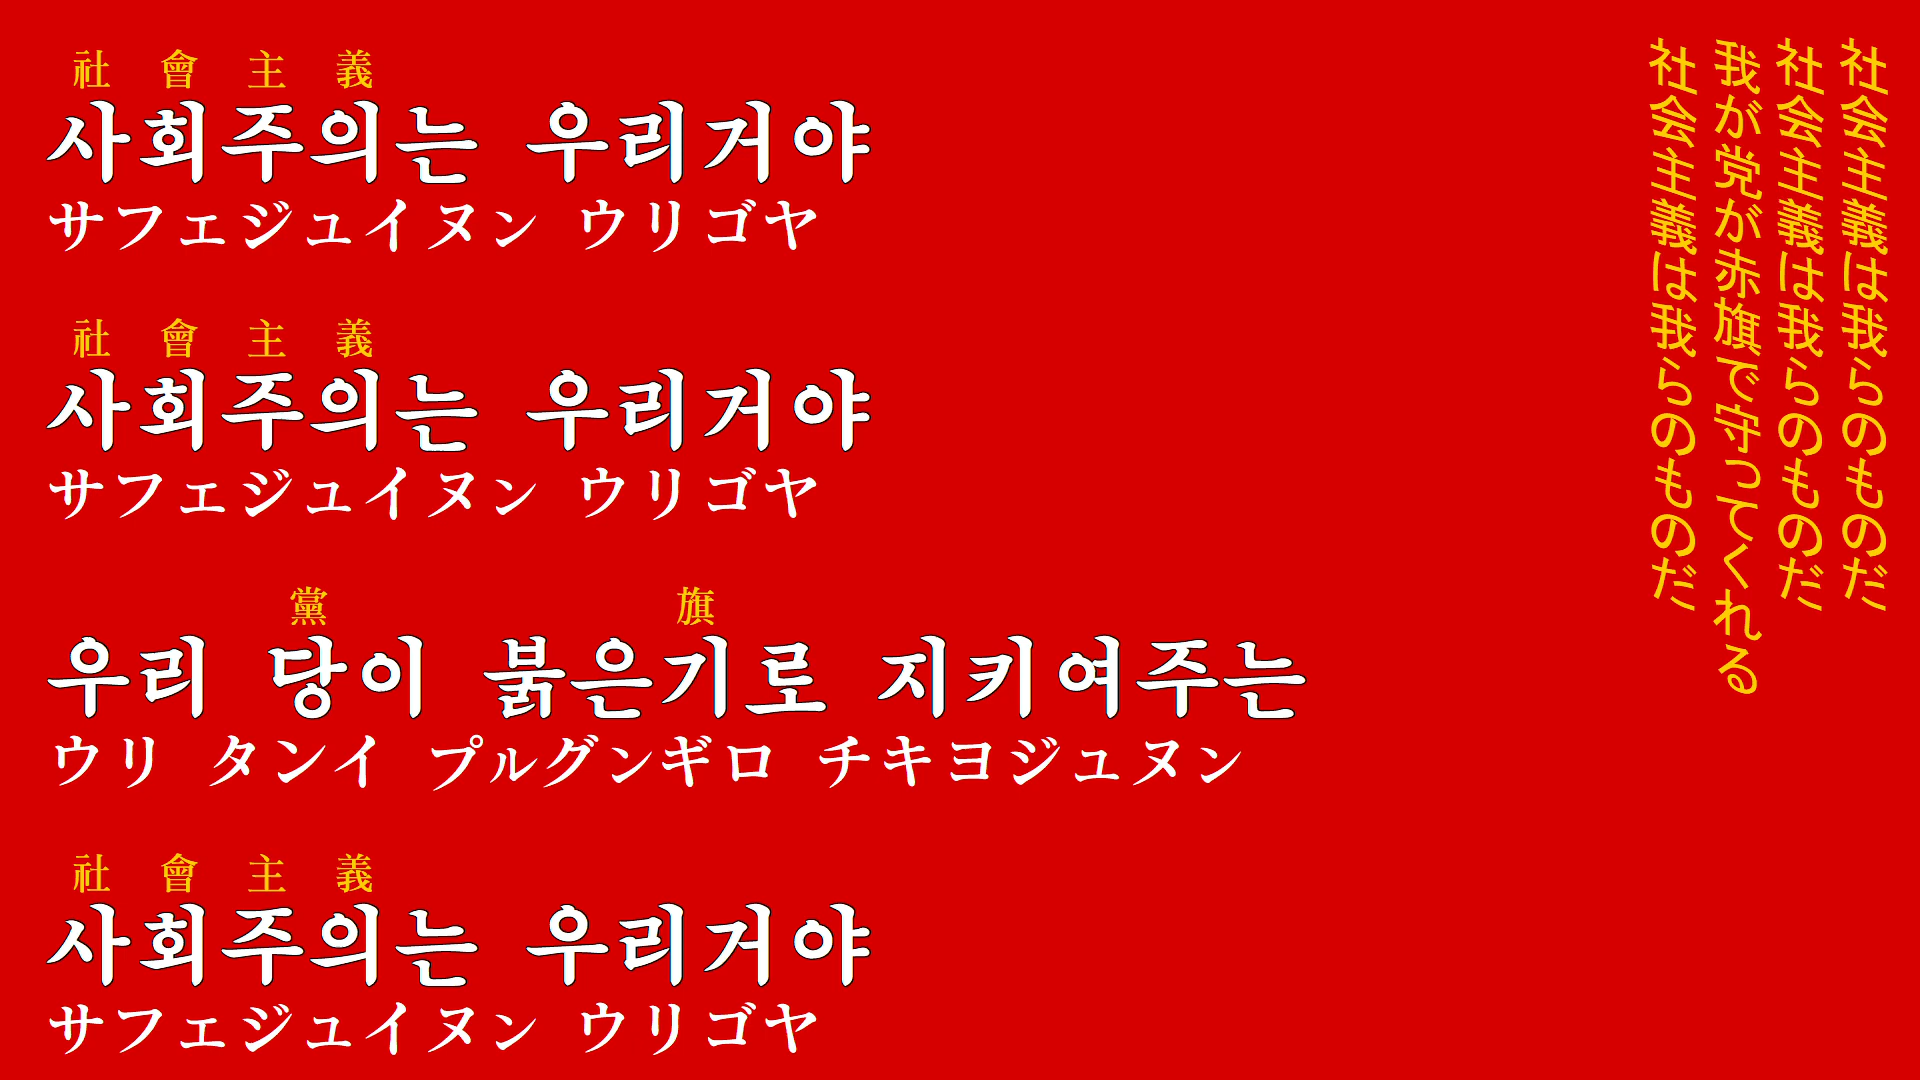 社 會 主 義
사회주의는 우리거야
サフェジュイヌン ウリゴヤ
社 會 主 義
사회주의는 우리거야
サフェジュイヌン ウリゴヤ
黨 旗
우리 당이 붉은기로 지키여주는
ウリ タンイ プルグンギロ チキヨジュヌン
社 會 主 義
사회주의는 우리거야
サフェジュイヌン ウリゴヤ
社会主義は我らのものだ
社会主義は我らのものだ
我が党が赤旗で守ってくれる
社会主義は我らのものだ